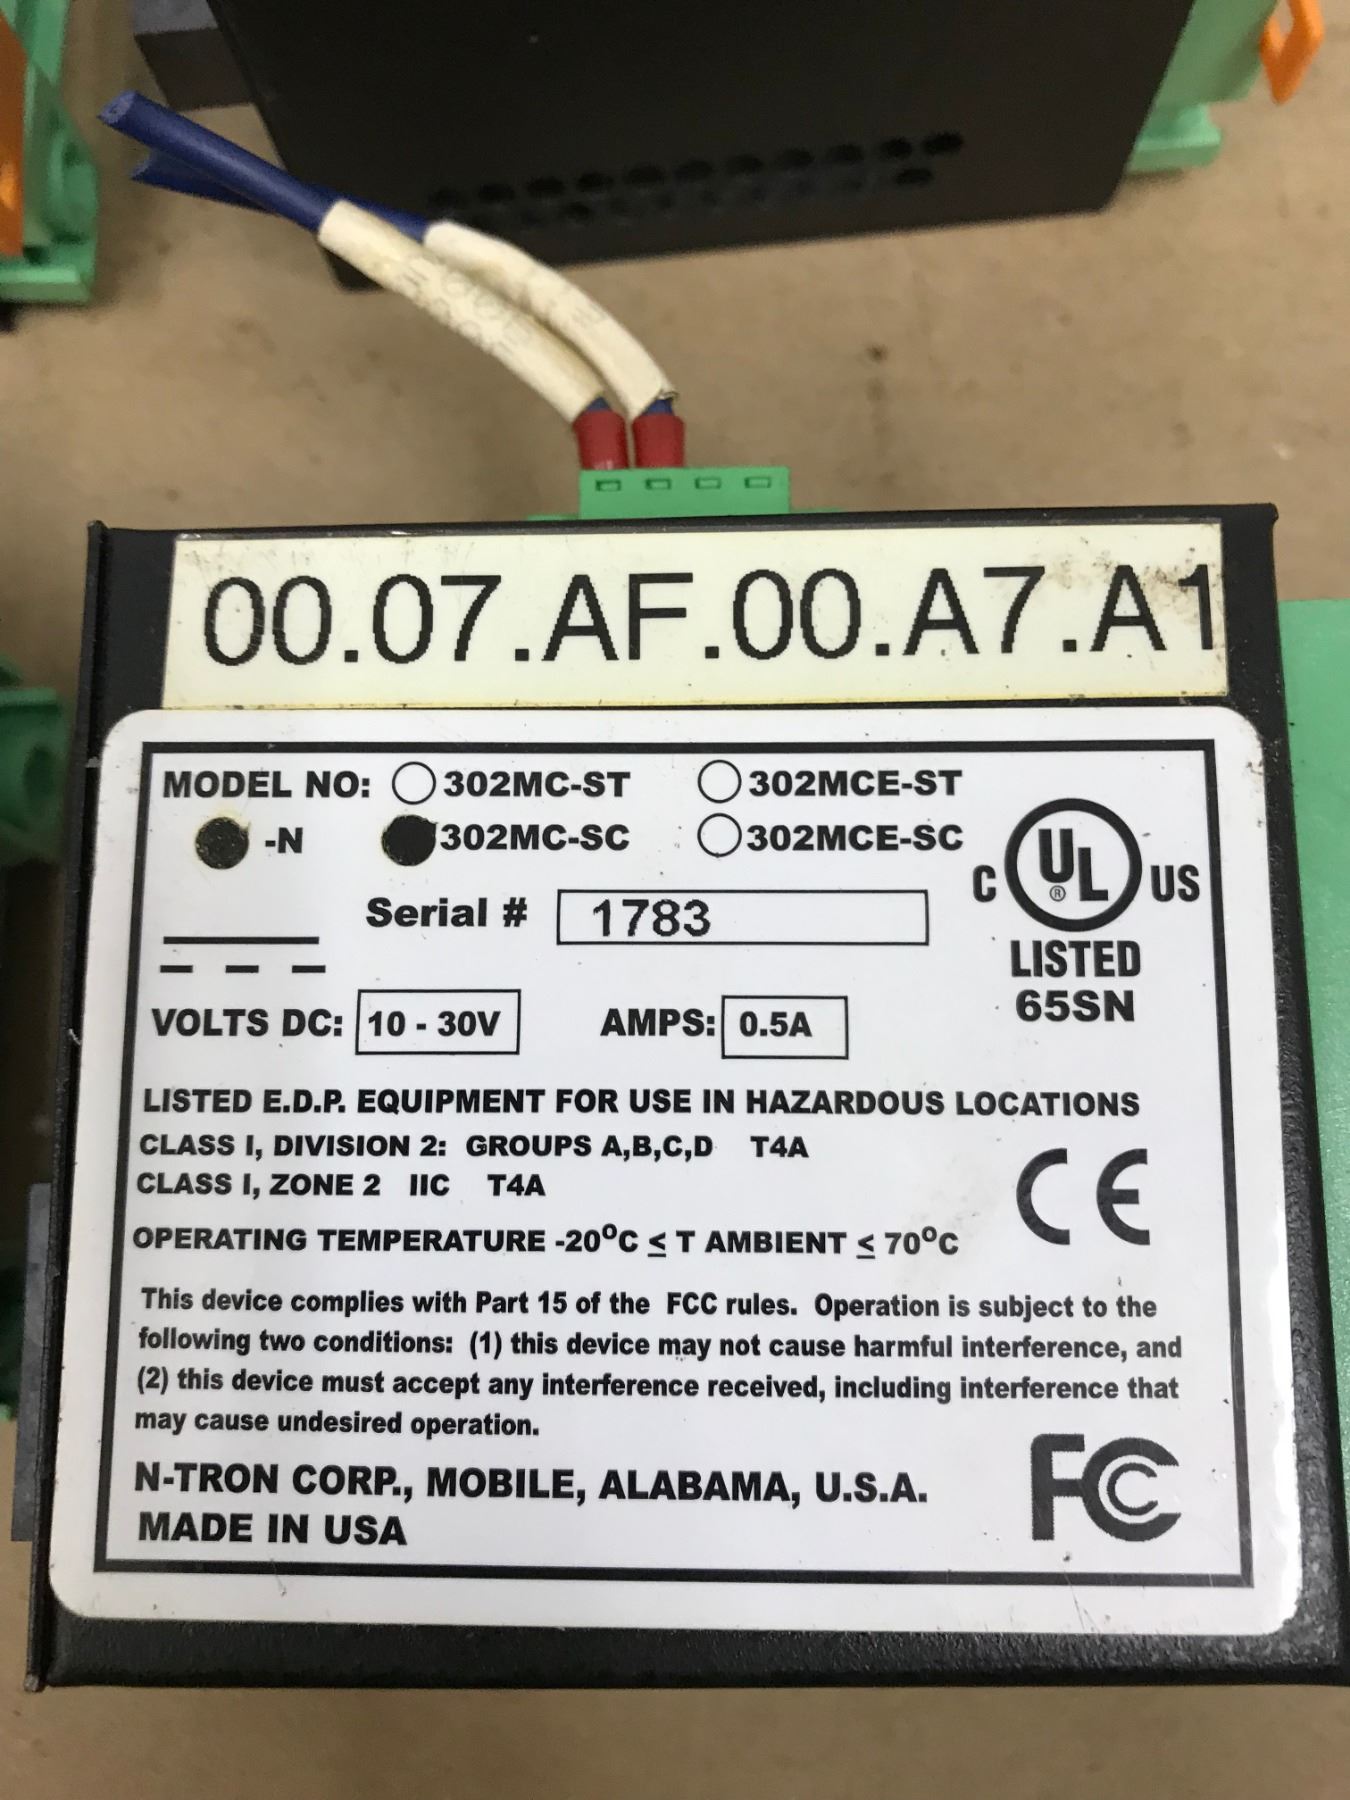 00.07.AF.00.A7.A1
MODEL NO: 302MC-ST 302MCE-ST
-N 302MC-SC 302MCE-SC
C UL ® US
LISTED
65SN
Serial # 1783
VOLTS DC: 10 - 30V AMPS: 0.5A
LISTED E.D.P. EQUIPMENT FOR USE IN HAZARDOUS LOCATIONS
CLASS I, DIVISION 2: GROUPS A,B,C,D T4A
CLASS I, ZONE 2 IIC T4A
CE
OPERATING TEMPERATURE -20°C ≤ T AMBIENT ≤ 70°C
This device complies with Part 15 of the FCC rules. Operation is subject to the
following two conditions: (1) this device may not cause harmful interference, and
(2) this device must accept any interference received, including interference that
may cause undesired operation.
N-TRON CORP., MOBILE, ALABAMA, U.S.A.
MADE IN USA
FCC